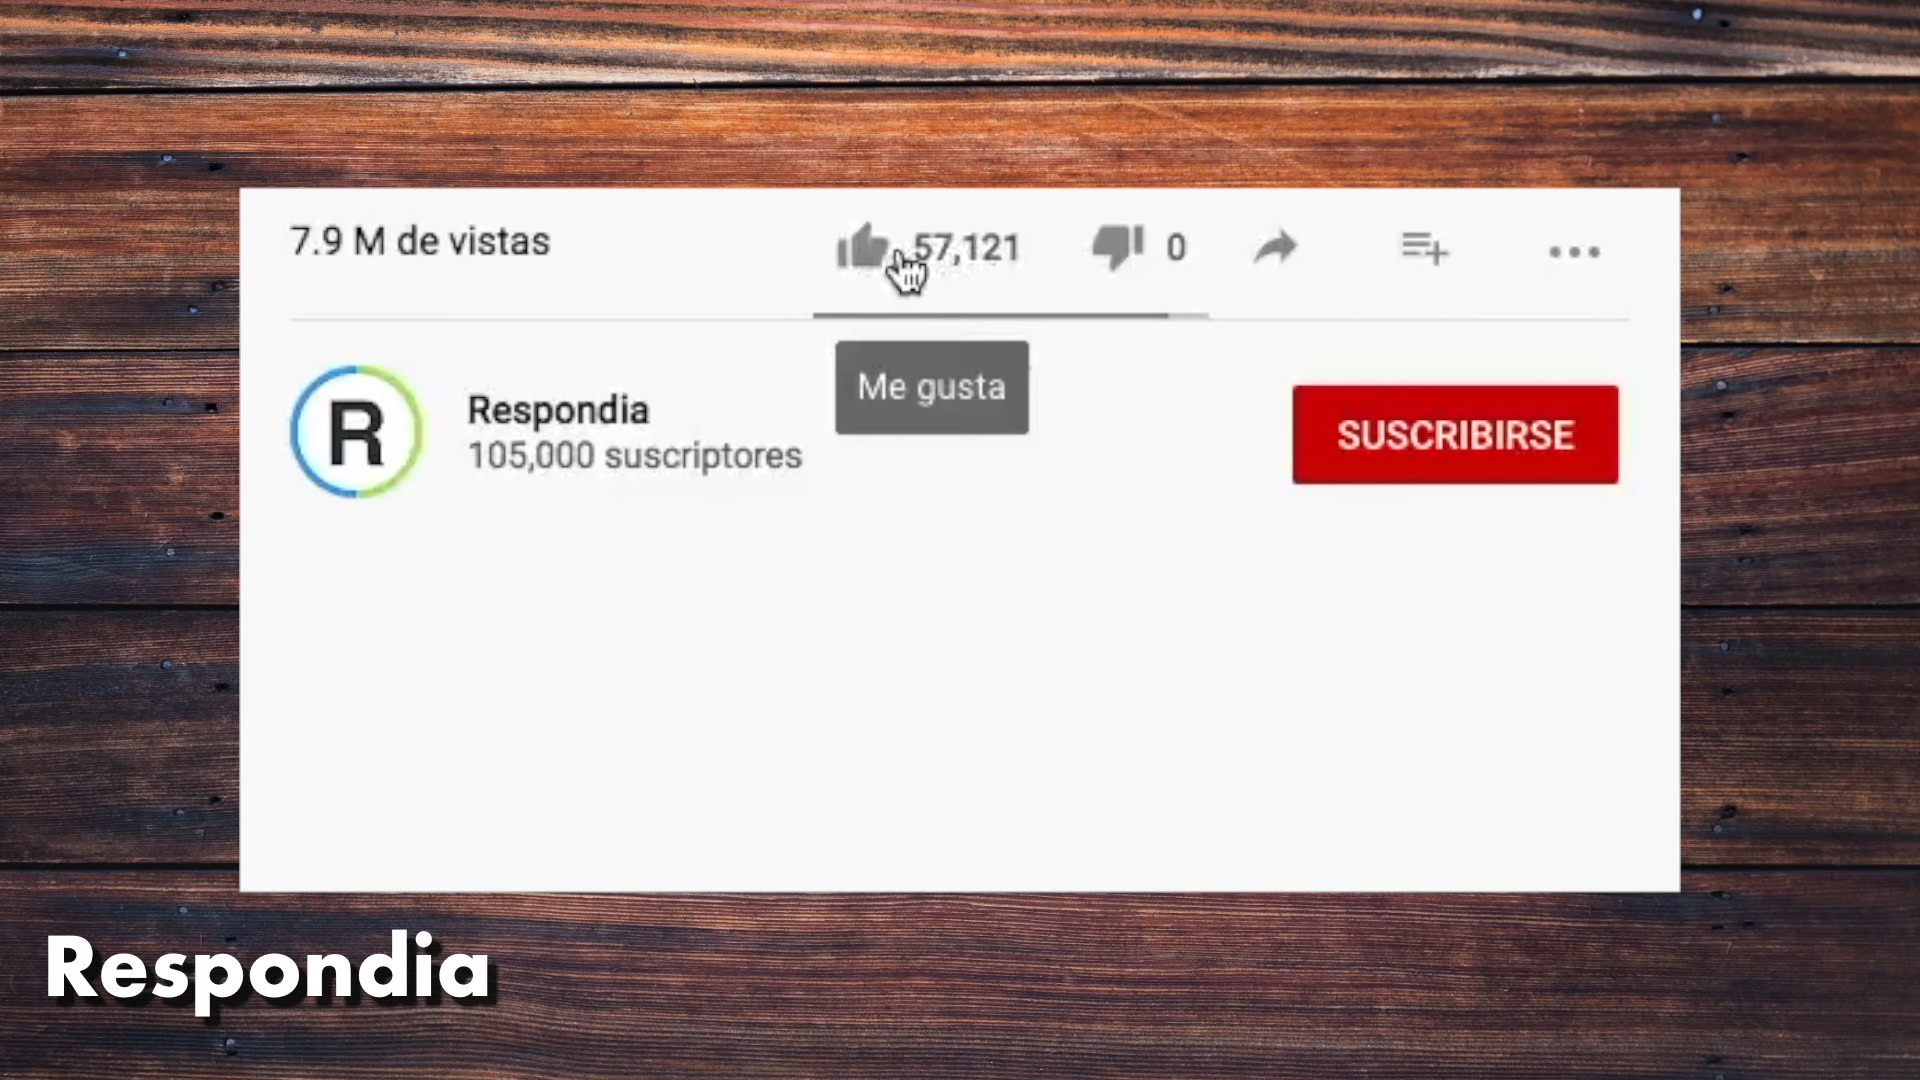 7.9 M de vistas
57,121
0
Me gusta
R
Respondia
105,000 suscriptores
SUSCRIBIRSE
Respondia